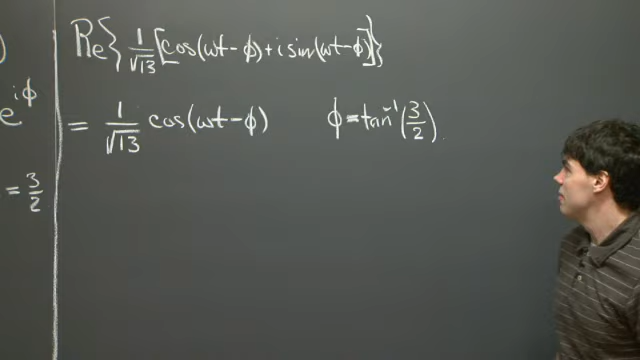 )
e^{iϕ}
= 3/2
Re{ 1/√13 [cos(ωt-ϕ)+i sin(ωt-ϕ)]}
= 1/√13 cos(ωt-ϕ) ϕ=tan⁻¹(3/2).